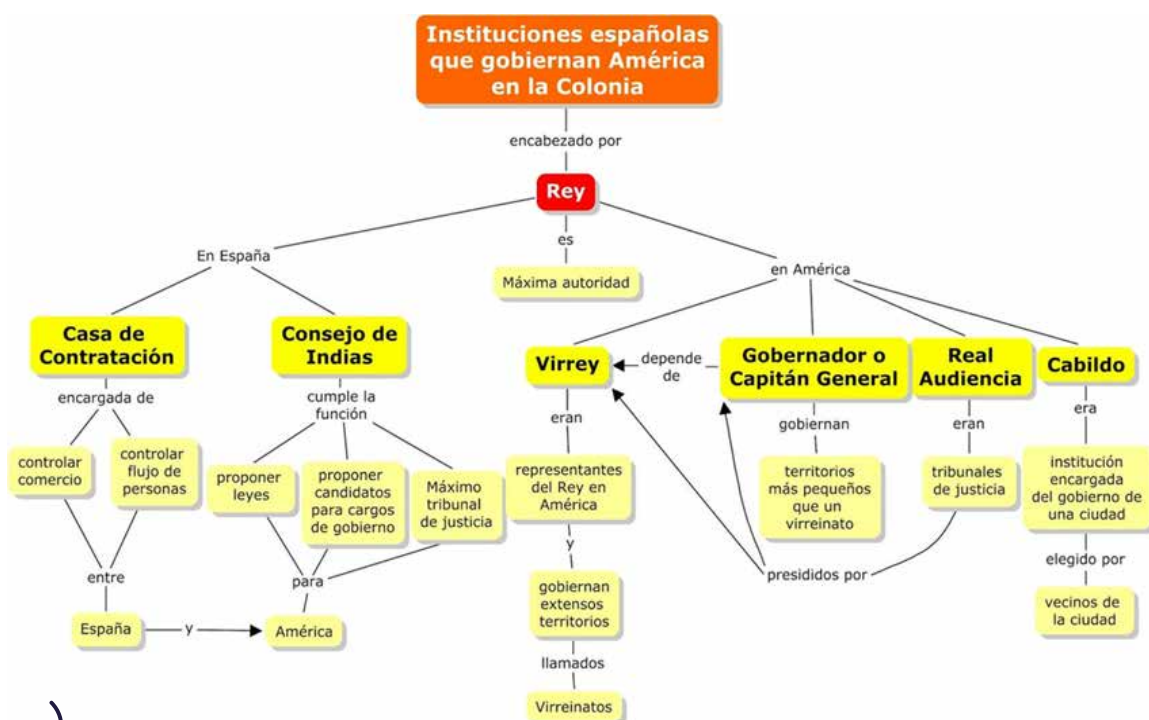 Instituciones españolas
que gobiernan América
en la Colonia
encabezado por
Rey
es
Máxima autoridad
En España
Casa de
Contratación
encargada de
controlar
comercio
controlar
flujo de
personas
entre
España
y
América
Consejo de
Indias
cumple la
función
proponer
leyes
proponer
candidatos
para cargos
de gobierno
Máximo
tribunal
de justicia
para
en América
Virrey
eran
representantes
del Rey en
América
y
gobiernan
extensos
territorios
llamados
Virreinatos
depende
de
Gobernador o
Capitán General
gobiernan
territorios
más pequeños
que un
virreinato
Real
Audiencia
eran
tribunales
de justicia
presididos por
Cabildo
era
institución
encargada
del gobierno de
una ciudad
elegido por
vecinos de
la ciudad